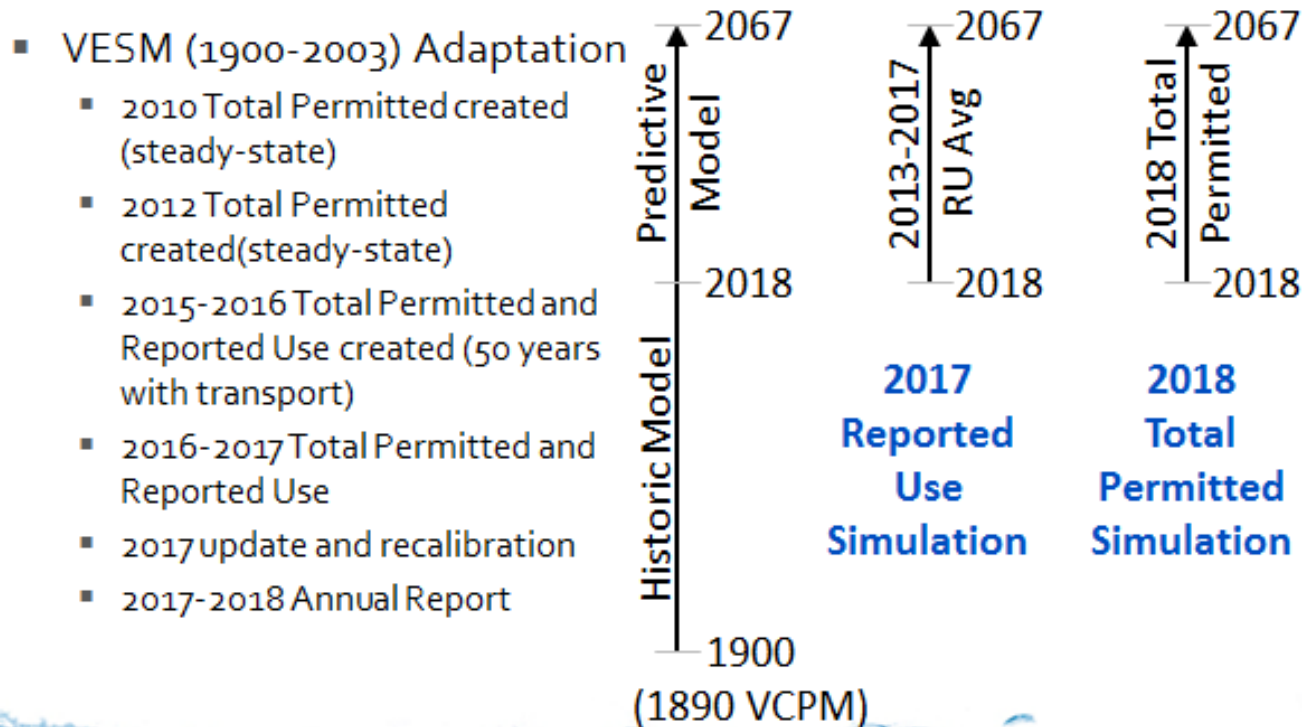 VESM (1900-2003) Adaptation
2010 Total Permitted created
(steady-state)
2012 Total Permitted
created(steady-state)
2015-2016 Total Permitted and
Reported Use created (50 years
with transport)
2016-2017 Total Permitted and
Reported Use
2017 update and recalibration
2017-2018 Annual Report
2067
Predictive
Model
2018
Historic Model
1900
(1890 VCPM)
2067
2013-2017
RU Avg
2018
2017
Reported
Use
Simulation
2067
2018 Total
Permitted
2018
2018
Total
Permitted
Simulation